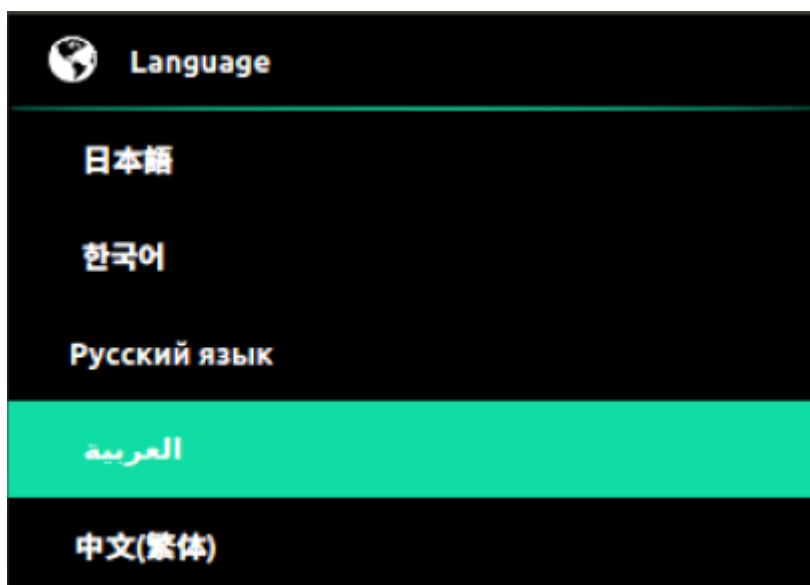 Language
日本語
한국어
Русский язык
العربية
中文(繁体)